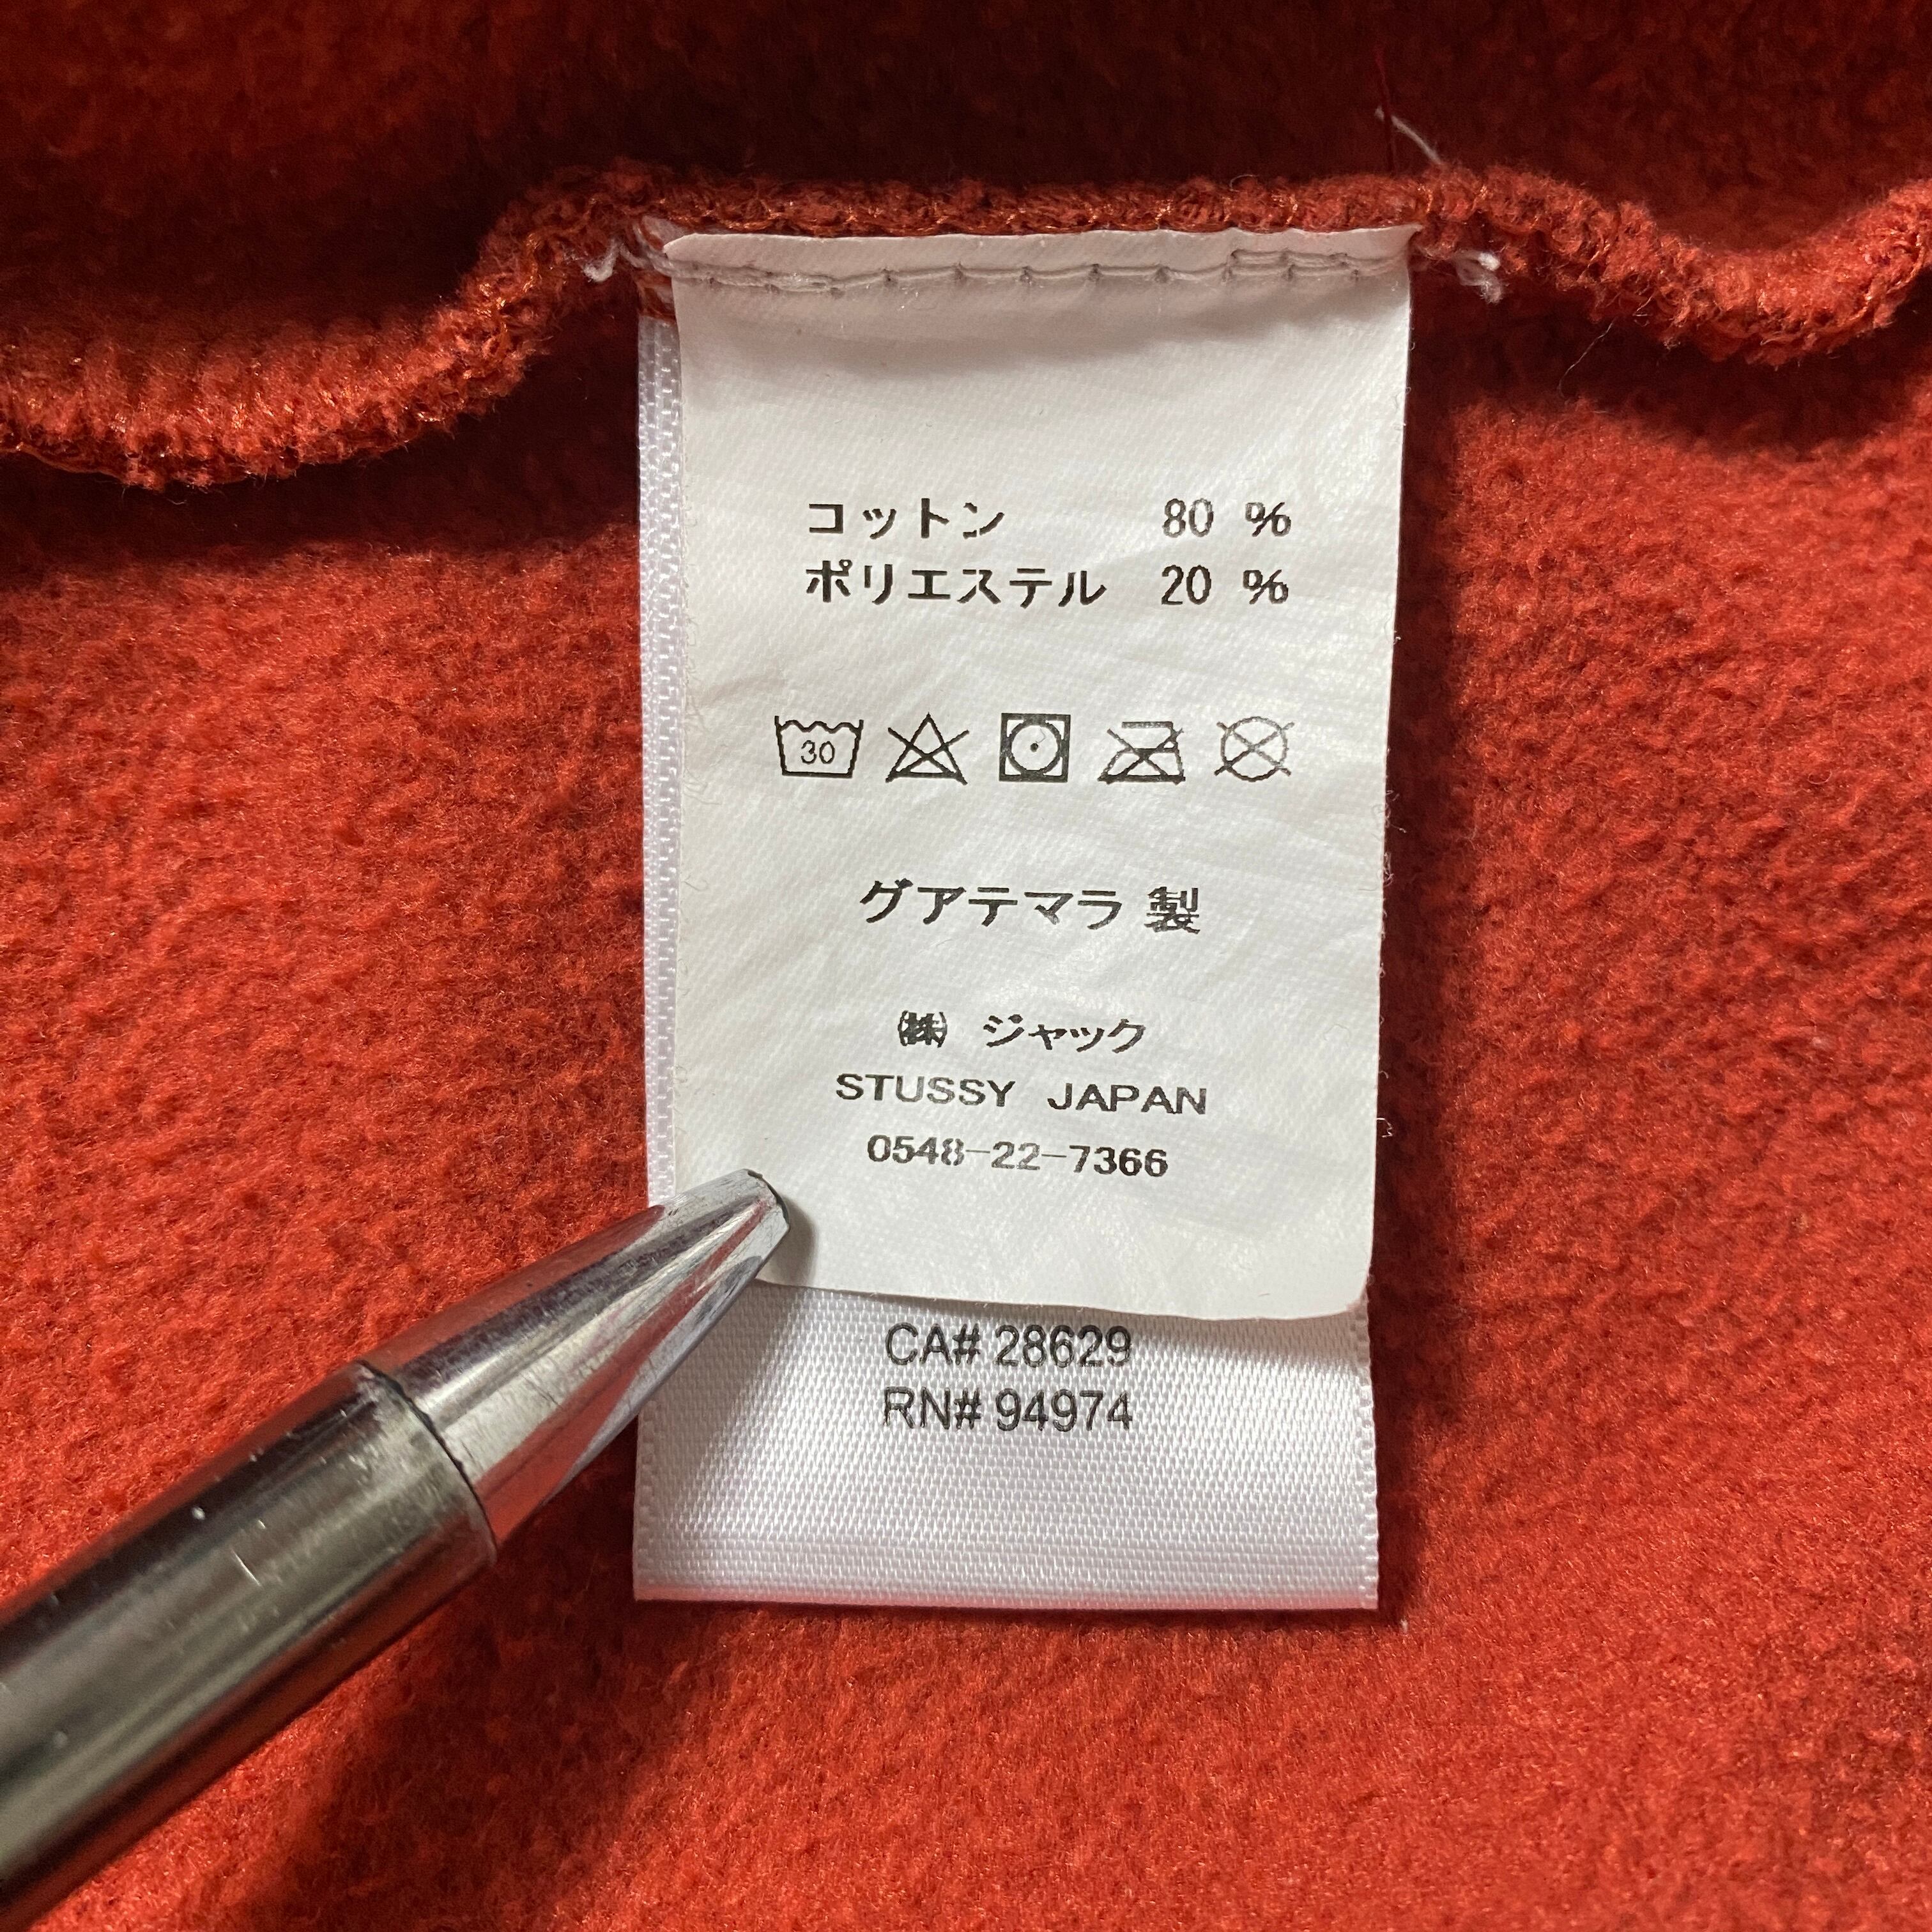 コットン 80 %
ポリエステル 20 %
30
グアテマラ 製
㈱ ジャック
STUSSY JAPAN
0548-22-7366
CA# 28629
RN# 94974